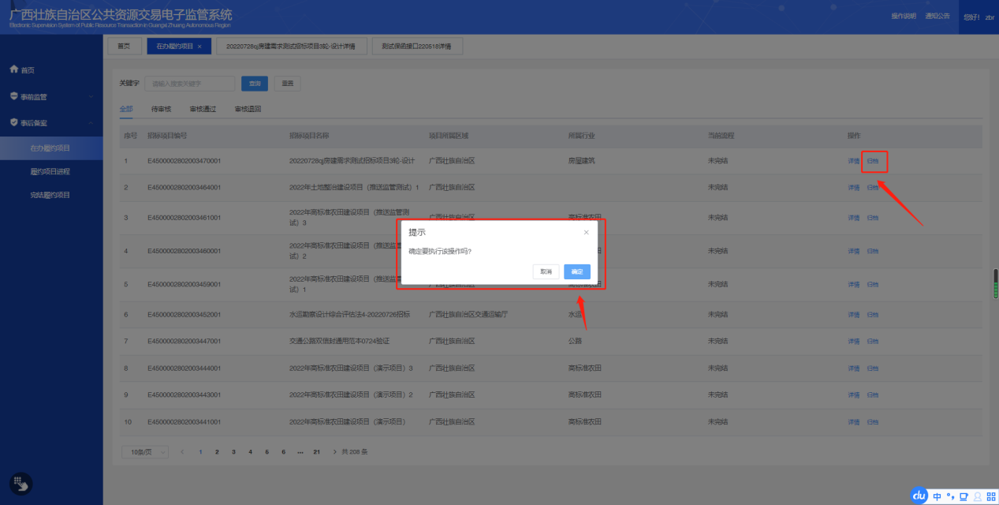 广西壮族自治区公共资源交易电子监管系统
Electronic Supervision System of Public Resource Transaction in Guangxi Zhuang Autonomous Region
操作说明 通知公告 您好! zbr
首页 在办履约项目 × 20220728qj房建需求测试招标项目3轮-设计详情 测试保函接口220518详情
首页
事前监管
事后备案
在办履约项目
履约项目进程
完结履约项目
关键字 请输入搜索关键字 查询 重置
全部 待审核 审核通过 审核退回
序号 招标项目编号 招标项目名称 项目所属区域 所属行业 当前流程 操作
1 E4500002802003470001 20220728qj房建需求测试招标项目3轮-设计 广西壮族自治区 房屋建筑 未完结 详情 归档
2 E4500002802003464001 2022年土地整治建设项目（推送监管测试）1 广西壮族自治区 未完结 详情 归档
3 E4500002802003461001 2022年高标准农田建设项目（推送监管测
试）3 广西壮族自治区 高标准农田 未完结 详情 归档
4 E4500002802003460001 2022年高标准农田建设项目（推送监
试）2 田 未完结 详情 归档
5 E4500002802003459001 2022年高标准农田建设项目（推送监
试）1 广西壮族自治区 高标准农田 未完结 详情 归档
6 E4500002802003452001 水运勘察设计综合评估法4-20220726招标 广西壮族自治区交通运输厅 水运 未完结 详情 归档
7 E4500002802003447001 交通公路双信封通用范本0724验证 广西壮族自治区 公路 未完结 详情 归档
8 E4500002802003444001 2022年高标准农田建设项目（演示项目）3 广西壮族自治区 高标准农田 未完结 详情 归档
9 E4500002802003443001 2022年高标准农田建设项目（演示项目）2 广西壮族自治区 高标准农田 未完结 详情 归档
10 E4500002802003441001 2022年高标准农田建设项目（演示项目） 广西壮族自治区 高标准农田 未完结 详情 归档
提示 ×
确定要执行该操作吗?
取消 确定
10条/页 1 2 3 4 5 6 ... 21 共 208 条
du 中